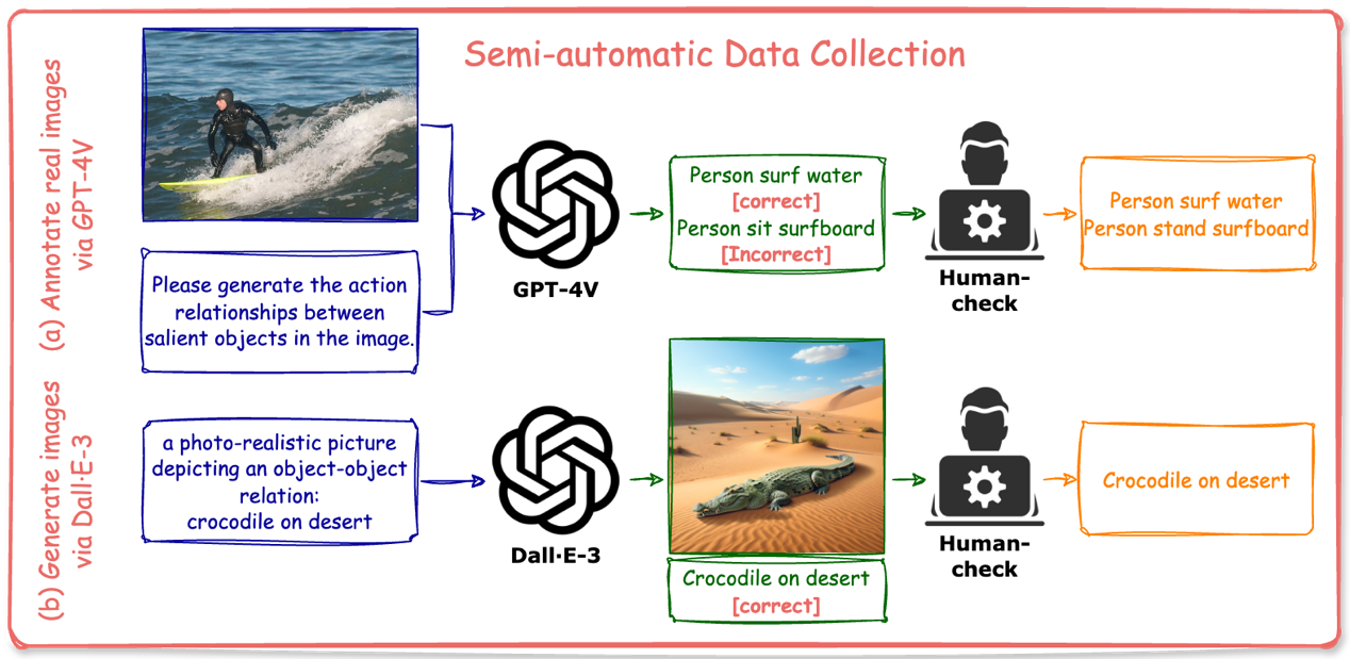 Semi-automatic Data Collection
(a) Annotate real images
via GPT-4V
Please generate the action
relationships between
salient objects in the image.
GPT-4V
Person surf water
[correct]
Person sit surfboard
[Incorrect]
Human-
check
Person surf water
Person stand surfboard
(b) Generate images
via Dall·E-3
a photo-realistic picture
depicting an object-object
relation:
crocodile on desert
Dall·E-3
Crocodile on desert
[correct]
Human-
check
Crocodile on desert